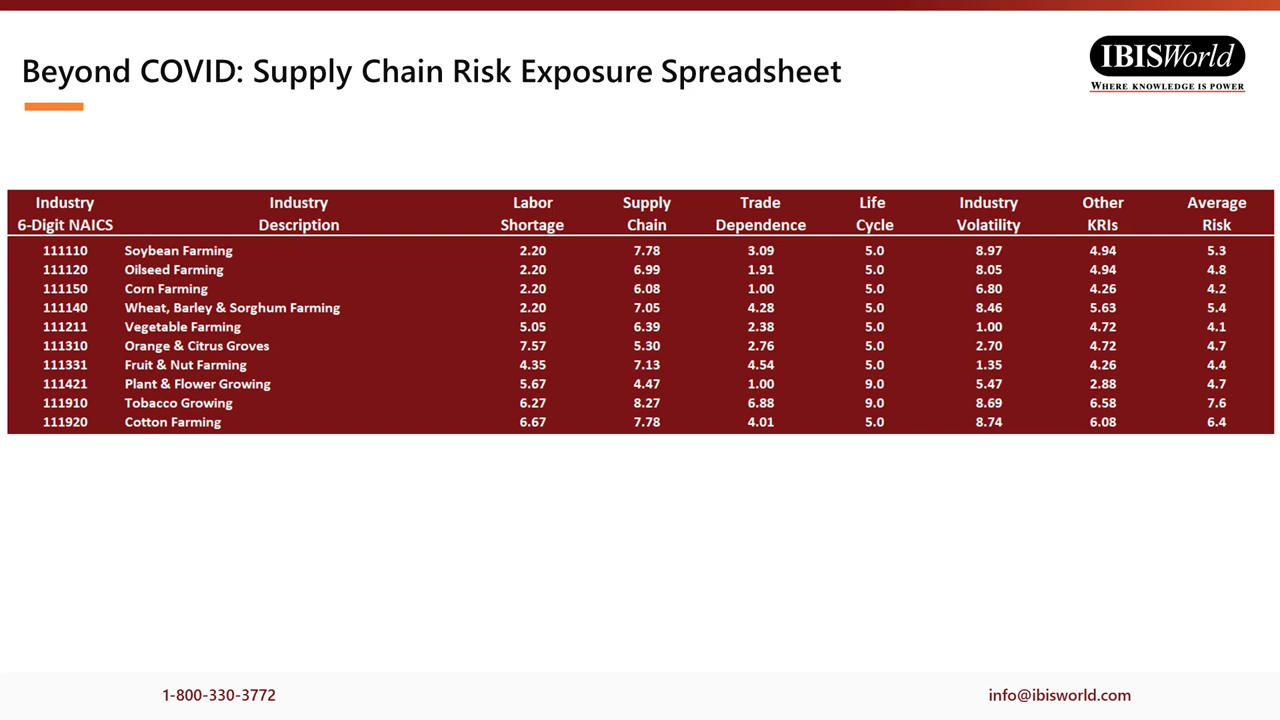 Beyond COVID: Supply Chain Risk Exposure Spreadsheet
IBISWorld
WHERE KNOWLEDGE IS POWER
Industry Industry Labor Supply Trade Life Industry Other Average
6-Digit NAICS Description Shortage Chain Dependence Cycle Volatility KRIs Risk
111110 Soybean Farming 2.20 7.78 3.09 5.0 8.97 4.94 5.3
111120 Oilseed Farming 2.20 6.99 1.91 5.0 8.05 4.94 4.8
111150 Corn Farming 2.20 6.08 1.00 5.0 6.80 4.26 4.2
111140 Wheat, Barley & Sorghum Farming 2.20 7.05 4.28 5.0 8.46 5.63 5.4
111211 Vegetable Farming 5.05 6.39 2.38 5.0 1.00 4.72 4.1
111310 Orange & Citrus Groves 7.57 5.30 2.76 5.0 2.70 4.72 4.7
111331 Fruit & Nut Farming 4.35 7.13 4.54 5.0 1.35 4.26 4.4
111421 Plant & Flower Growing 5.67 4.47 1.00 9.0 5.47 2.88 4.7
111910 Tobacco Growing 6.27 8.27 6.88 9.0 8.69 6.58 7.6
111920 Cotton Farming 6.67 7.78 4.01 5.0 8.74 6.08 6.4
1-800-330-3772
info@ibisworld.com